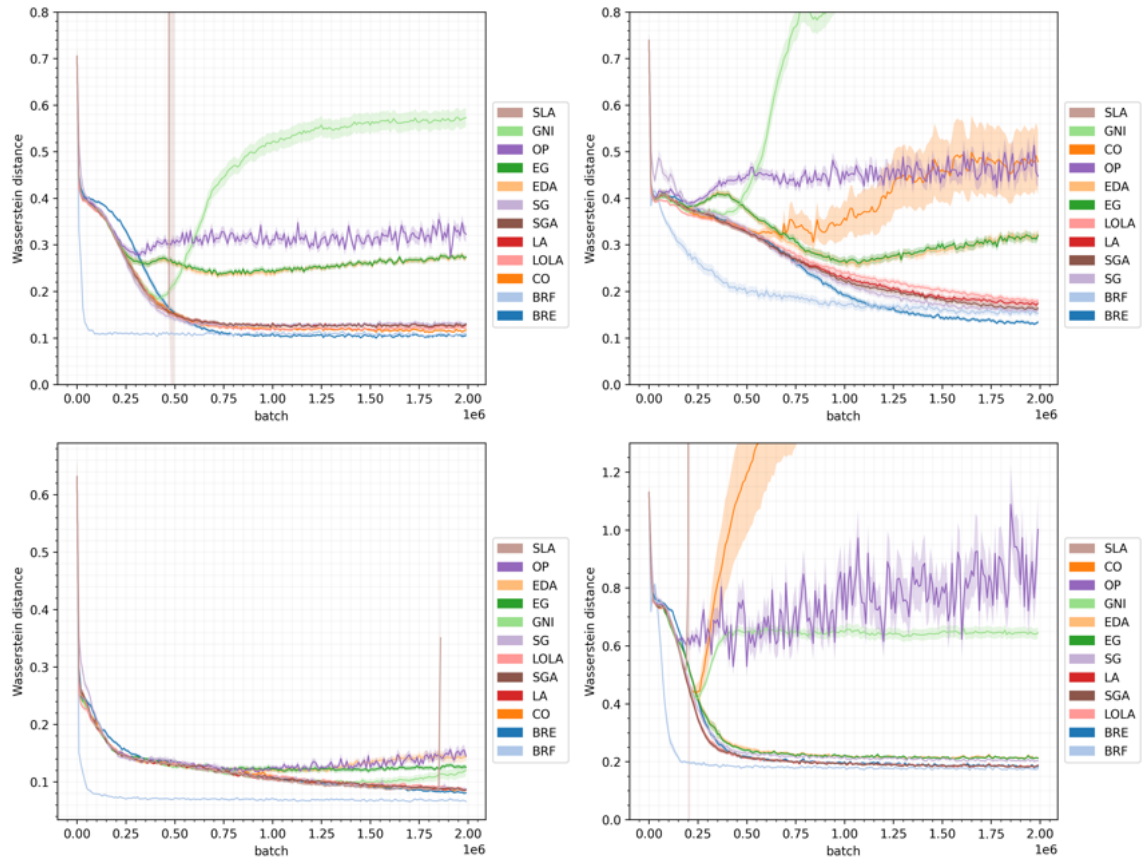 0.8
0.7
0.6
0.5
0.4
0.3
0.2
0.1
0.0
Wasserstein distance
0.00 0.25 0.50 0.75 1.00 1.25 1.50 1.75 2.00
batch
1e6
SLA
GNI
OP
EG
EDA
SG
SGA
LA
LOLA
CO
BRF
BRE
0.8
0.7
0.6
0.5
0.4
0.3
0.2
0.1
0.0
Wasserstein distance
0.00 0.25 0.50 0.75 1.00 1.25 1.50 1.75 2.00
batch
1e6
SLA
GNI
CO
OP
EDA
EG
LOLA
LA
SGA
SG
BRF
BRE
0.6
0.5
0.4
0.3
0.2
0.1
Wasserstein distance
0.00 0.25 0.50 0.75 1.00 1.25 1.50 1.75 2.00
batch
1e6
SLA
OP
EDA
EG
GNI
SG
LOLA
SGA
LA
CO
BRE
BRF
1.2
1.0
0.8
0.6
0.4
0.2
0.0
Wasserstein distance
0.00 0.25 0.50 0.75 1.00 1.25 1.50 1.75 2.00
batch
1e6
SLA
CO
OP
GNI
EDA
EG
SG
LA
SGA
LOLA
BRE
BRF